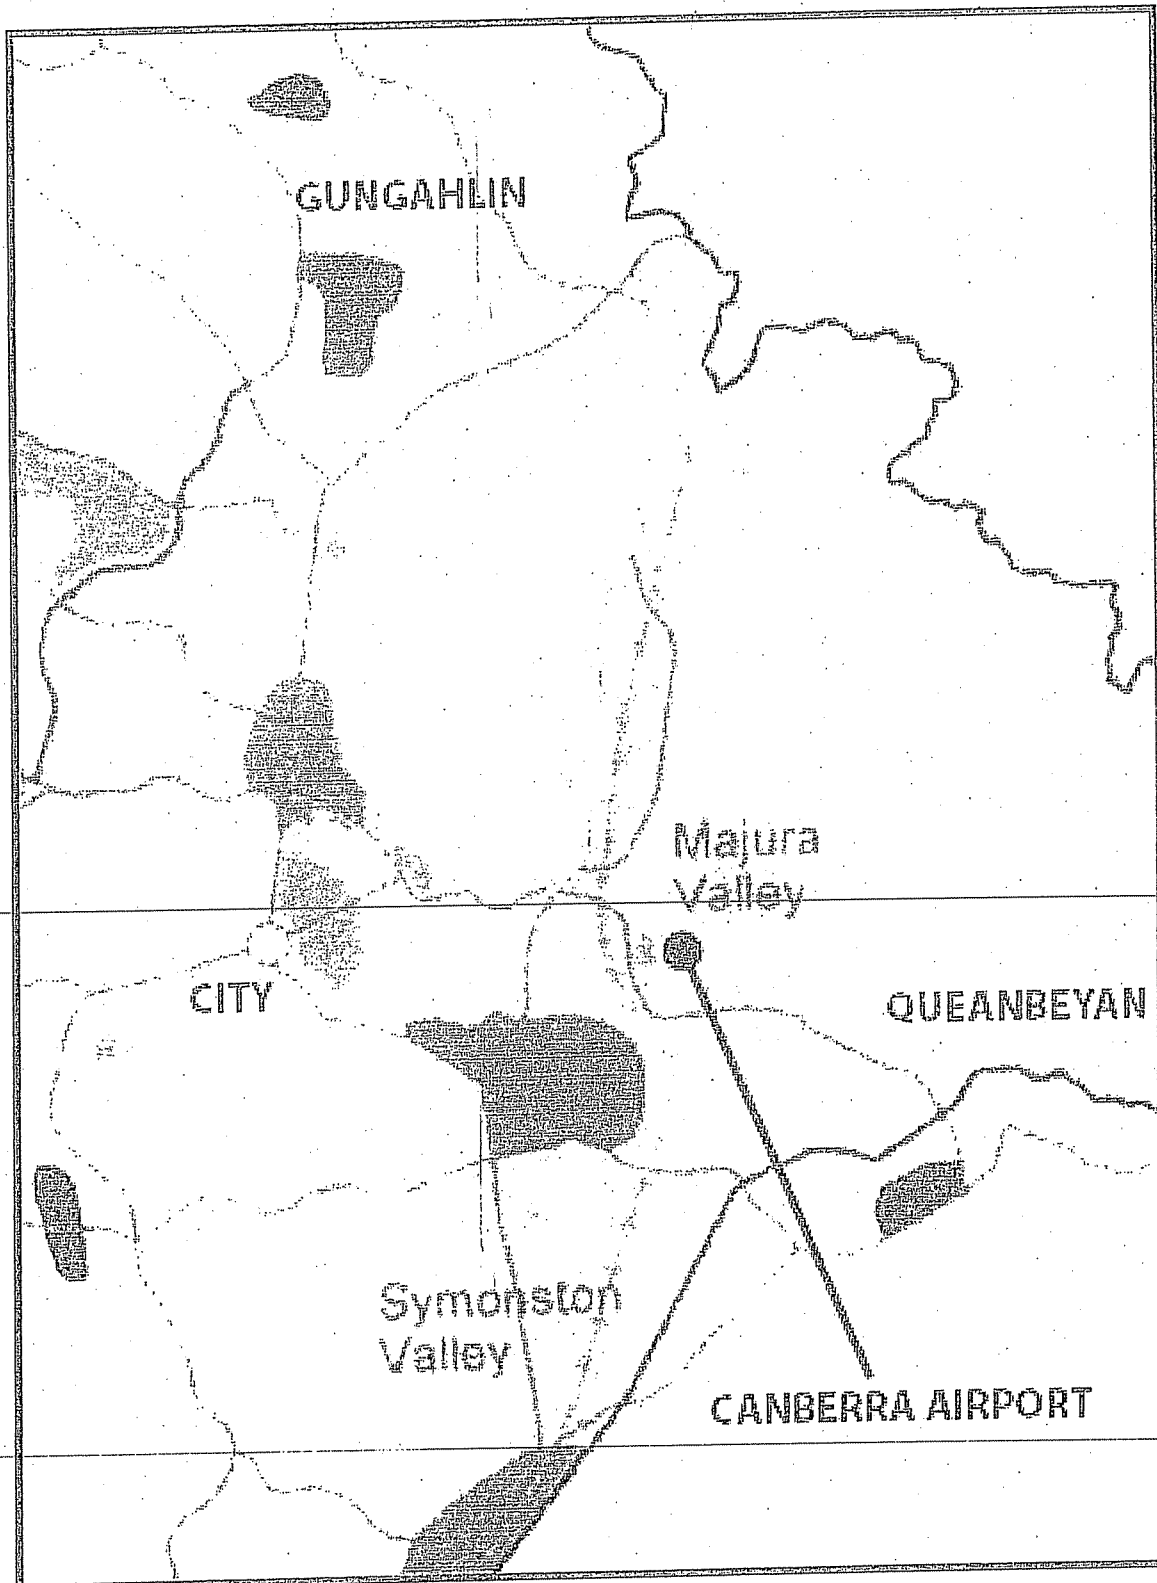 GUNGAHLIN
Majura
Valley
CITY
QUEANBEYAN
Symonston
Valley
CANBERRA AIRPORT